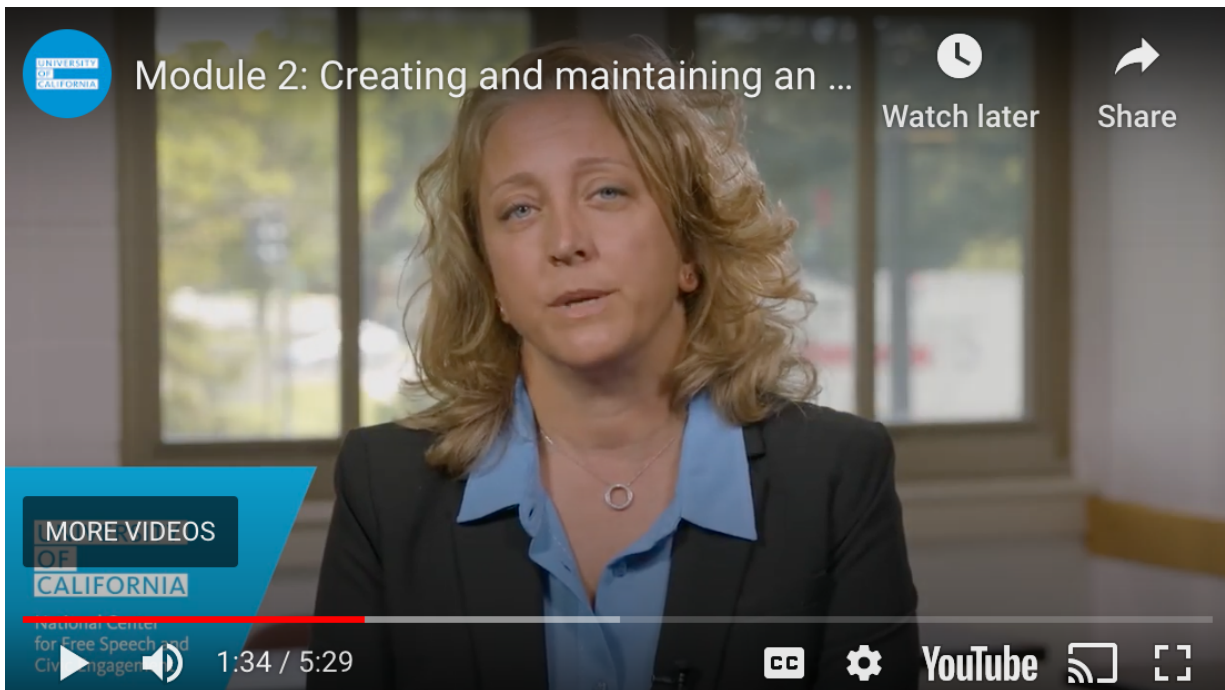 UNIVERSITY
OF
CALIFORNIA
Module 2: Creating and maintaining an ...
Watch later
Share
MORE VIDEOS
OF
CALIFORNIA
National Center
for Free Speech and
1:34 / 5:29
CC
YouTube